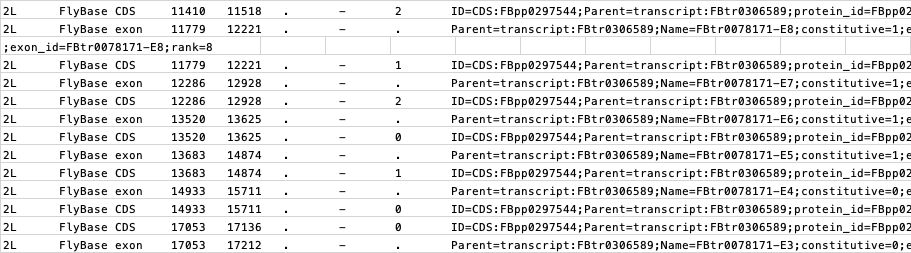 2L FlyBase CDS 11410 11518 . – 2 ID=CDS:FBpp0297544;Parent=transcript:FBtr0306589;protein_id=FBpp02
2L FlyBase exon 11779 12221 . – . Parent=transcript:FBtr0306589;Name=FBtr0078171-E8;constitutive=1;e
;exon_id=FBtr0078171-E8;rank=8
2L FlyBase CDS 11779 12221 . – 1 ID=CDS:FBpp0297544;Parent=transcript:FBtr0306589;protein_id=FBpp02
2L FlyBase exon 12286 12928 . – . Parent=transcript:FBtr0306589;Name=FBtr0078171-E7;constitutive=1;e
2L FlyBase CDS 12286 12928 . – 2 ID=CDS:FBpp0297544;Parent=transcript:FBtr0306589;protein_id=FBpp02
2L FlyBase exon 13520 13625 . – . Parent=transcript:FBtr0306589;Name=FBtr0078171-E6;constitutive=1;e
2L FlyBase CDS 13520 13625 . – 0 ID=CDS:FBpp0297544;Parent=transcript:FBtr0306589;protein_id=FBpp02
2L FlyBase exon 13683 14874 . – . Parent=transcript:FBtr0306589;Name=FBtr0078171-E5;constitutive=1;e
2L FlyBase CDS 13683 14874 . – 1 ID=CDS:FBpp0297544;Parent=transcript:FBtr0306589;protein_id=FBpp02
2L FlyBase exon 14933 15711 . – . Parent=transcript:FBtr0306589;Name=FBtr0078171-E4;constitutive=0;e
2L FlyBase CDS 14933 15711 . – 0 ID=CDS:FBpp0297544;Parent=transcript:FBtr0306589;protein_id=FBpp02
2L FlyBase CDS 17053 17136 . – 0 ID=CDS:FBpp0297544;Parent=transcript:FBtr0306589;protein_id=FBpp02
2L FlyBase exon 17053 17212 . – . Parent=transcript:FBtr0306589;Name=FBtr0078171-E3;constitutive=0;e